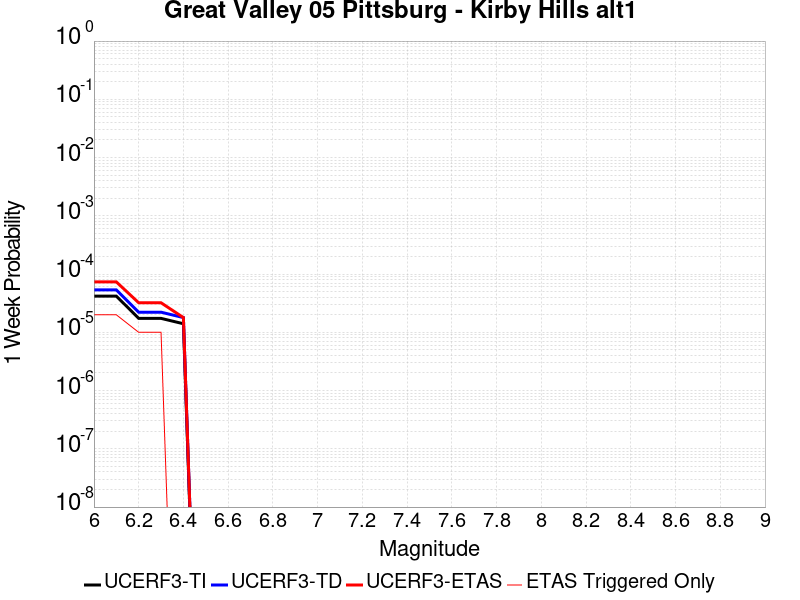 Great Valley 05 Pittsburg - Kirby Hills alt1
10^0
10^-1
10^-2
10^-3
10^-4
10^-5
10^-6
10^-7
10^-8
1 Week Probability
6 6.2 6.4 6.6 6.8 7 7.2 7.4 7.6 7.8 8 8.2 8.4 8.6 8.8 9
Magnitude
UCERF3-TI UCERF3-TD UCERF3-ETAS ETAS Triggered Only